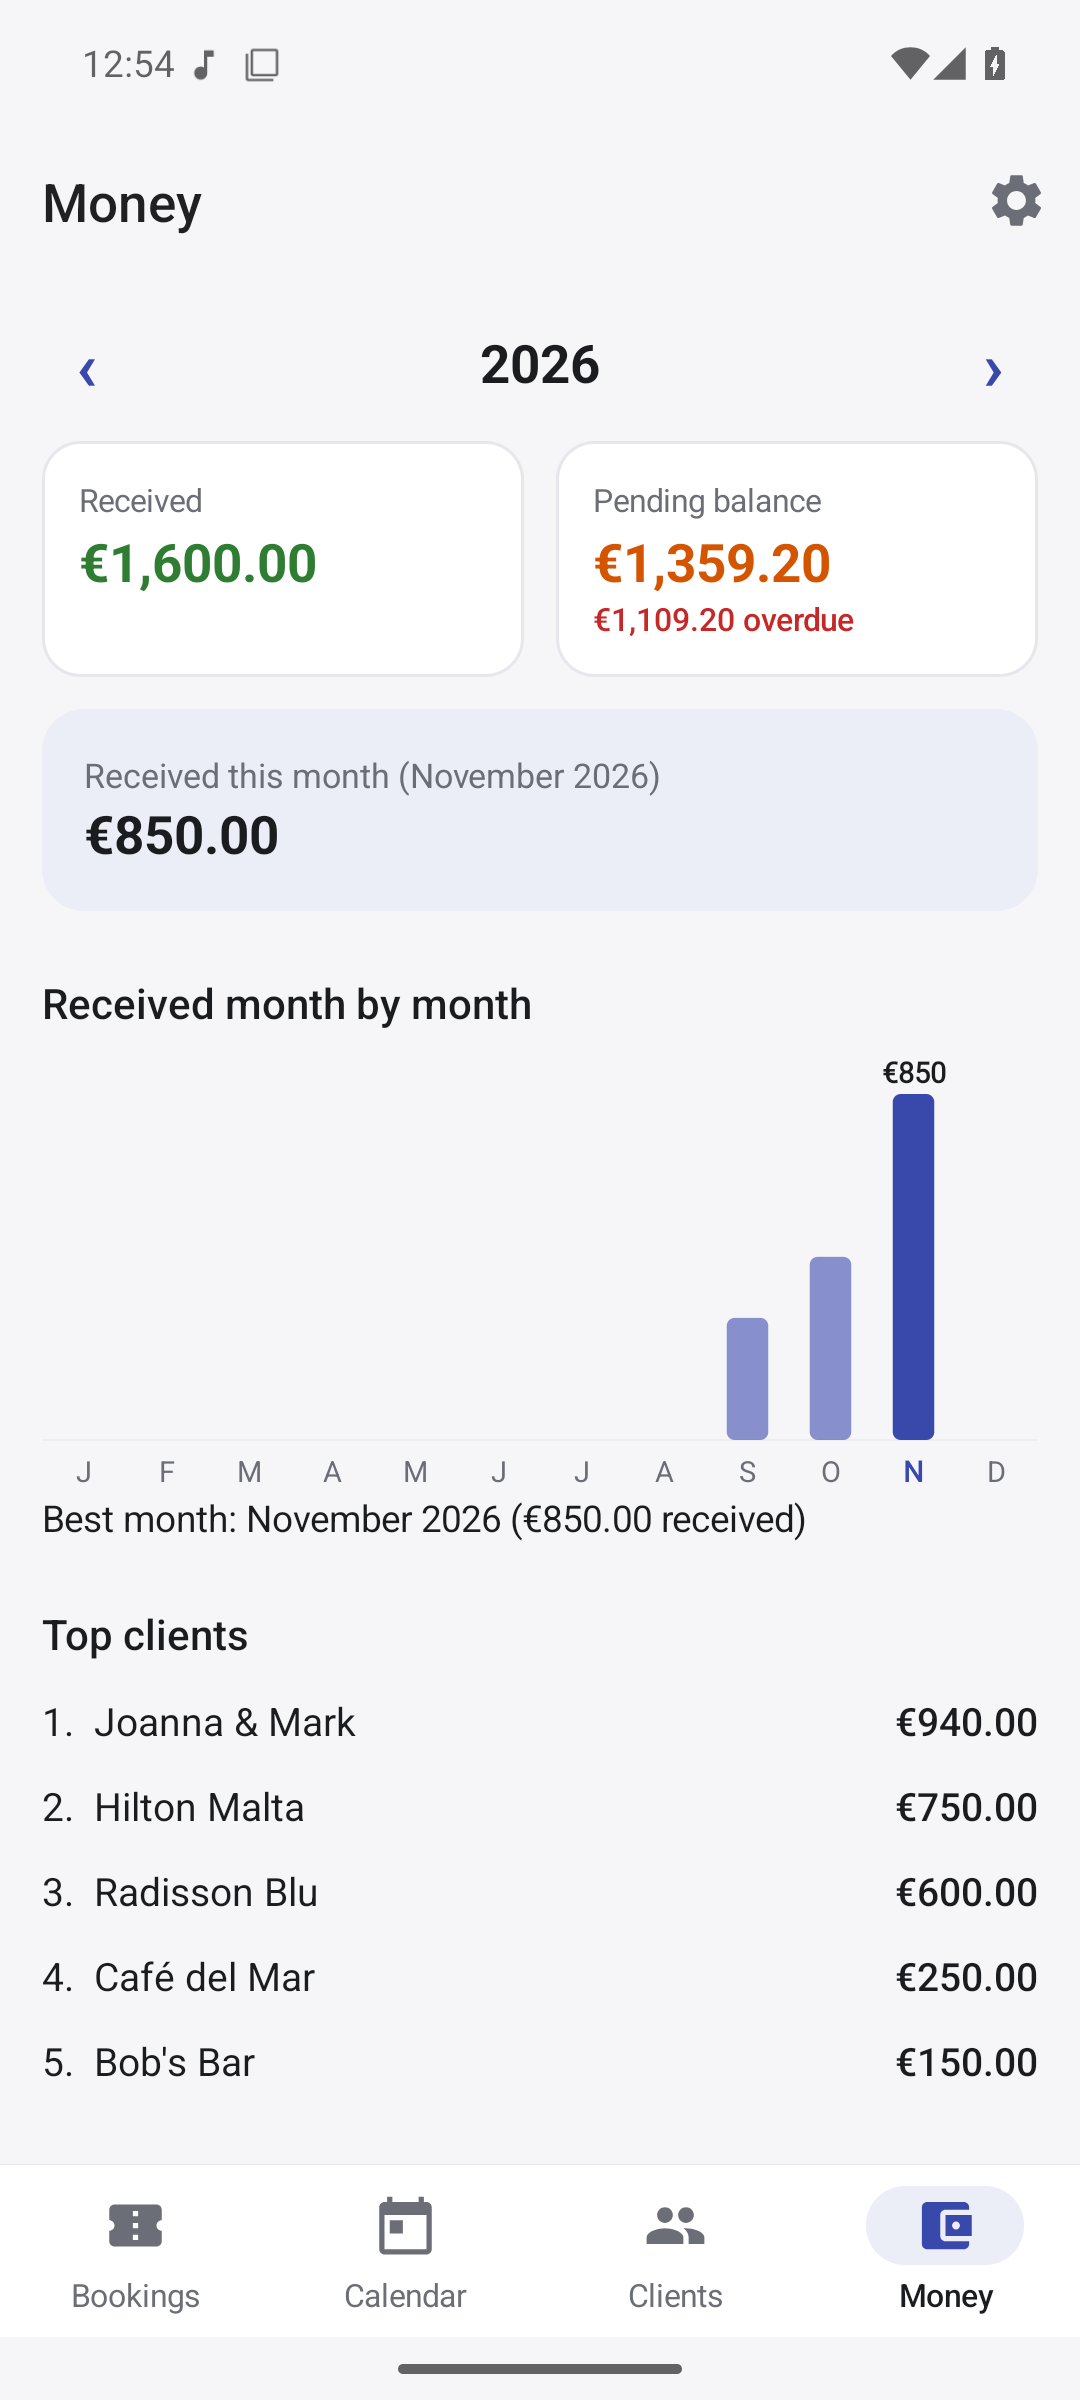 12:54
Money
‹ 2026 ›
Received
€1,600.00
Pending balance
€1,359.20
€1,109.20 overdue
Received this month (November 2026)
€850.00
Received month by month
€850
J F M A M J J A S O N D
Best month: November 2026 (€850.00 received)
Top clients
1. Joanna & Mark €940.00
2. Hilton Malta €750.00
3. Radisson Blu €600.00
4. Café del Mar €250.00
5. Bob's Bar €150.00
Bookings Calendar Clients Money